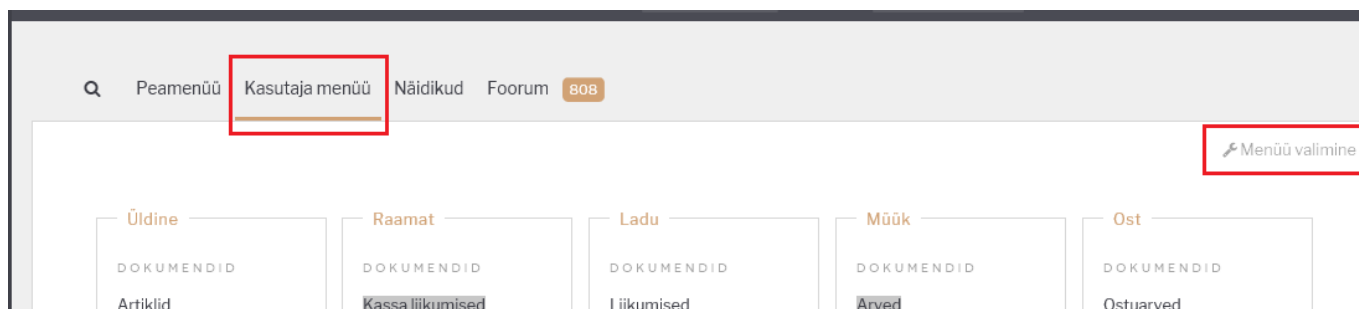 Peamenüü Kasutaja menüü Näidikud Foorum 808
Menüü valimine
Üldine Raamat Ladu Müük Ost
DOKUMENDID DOKUMENDID DOKUMENDID DOKUMENDID DOKUMENDID
Artiklid Kassa liikumised Liikumised Arved Ostuarved